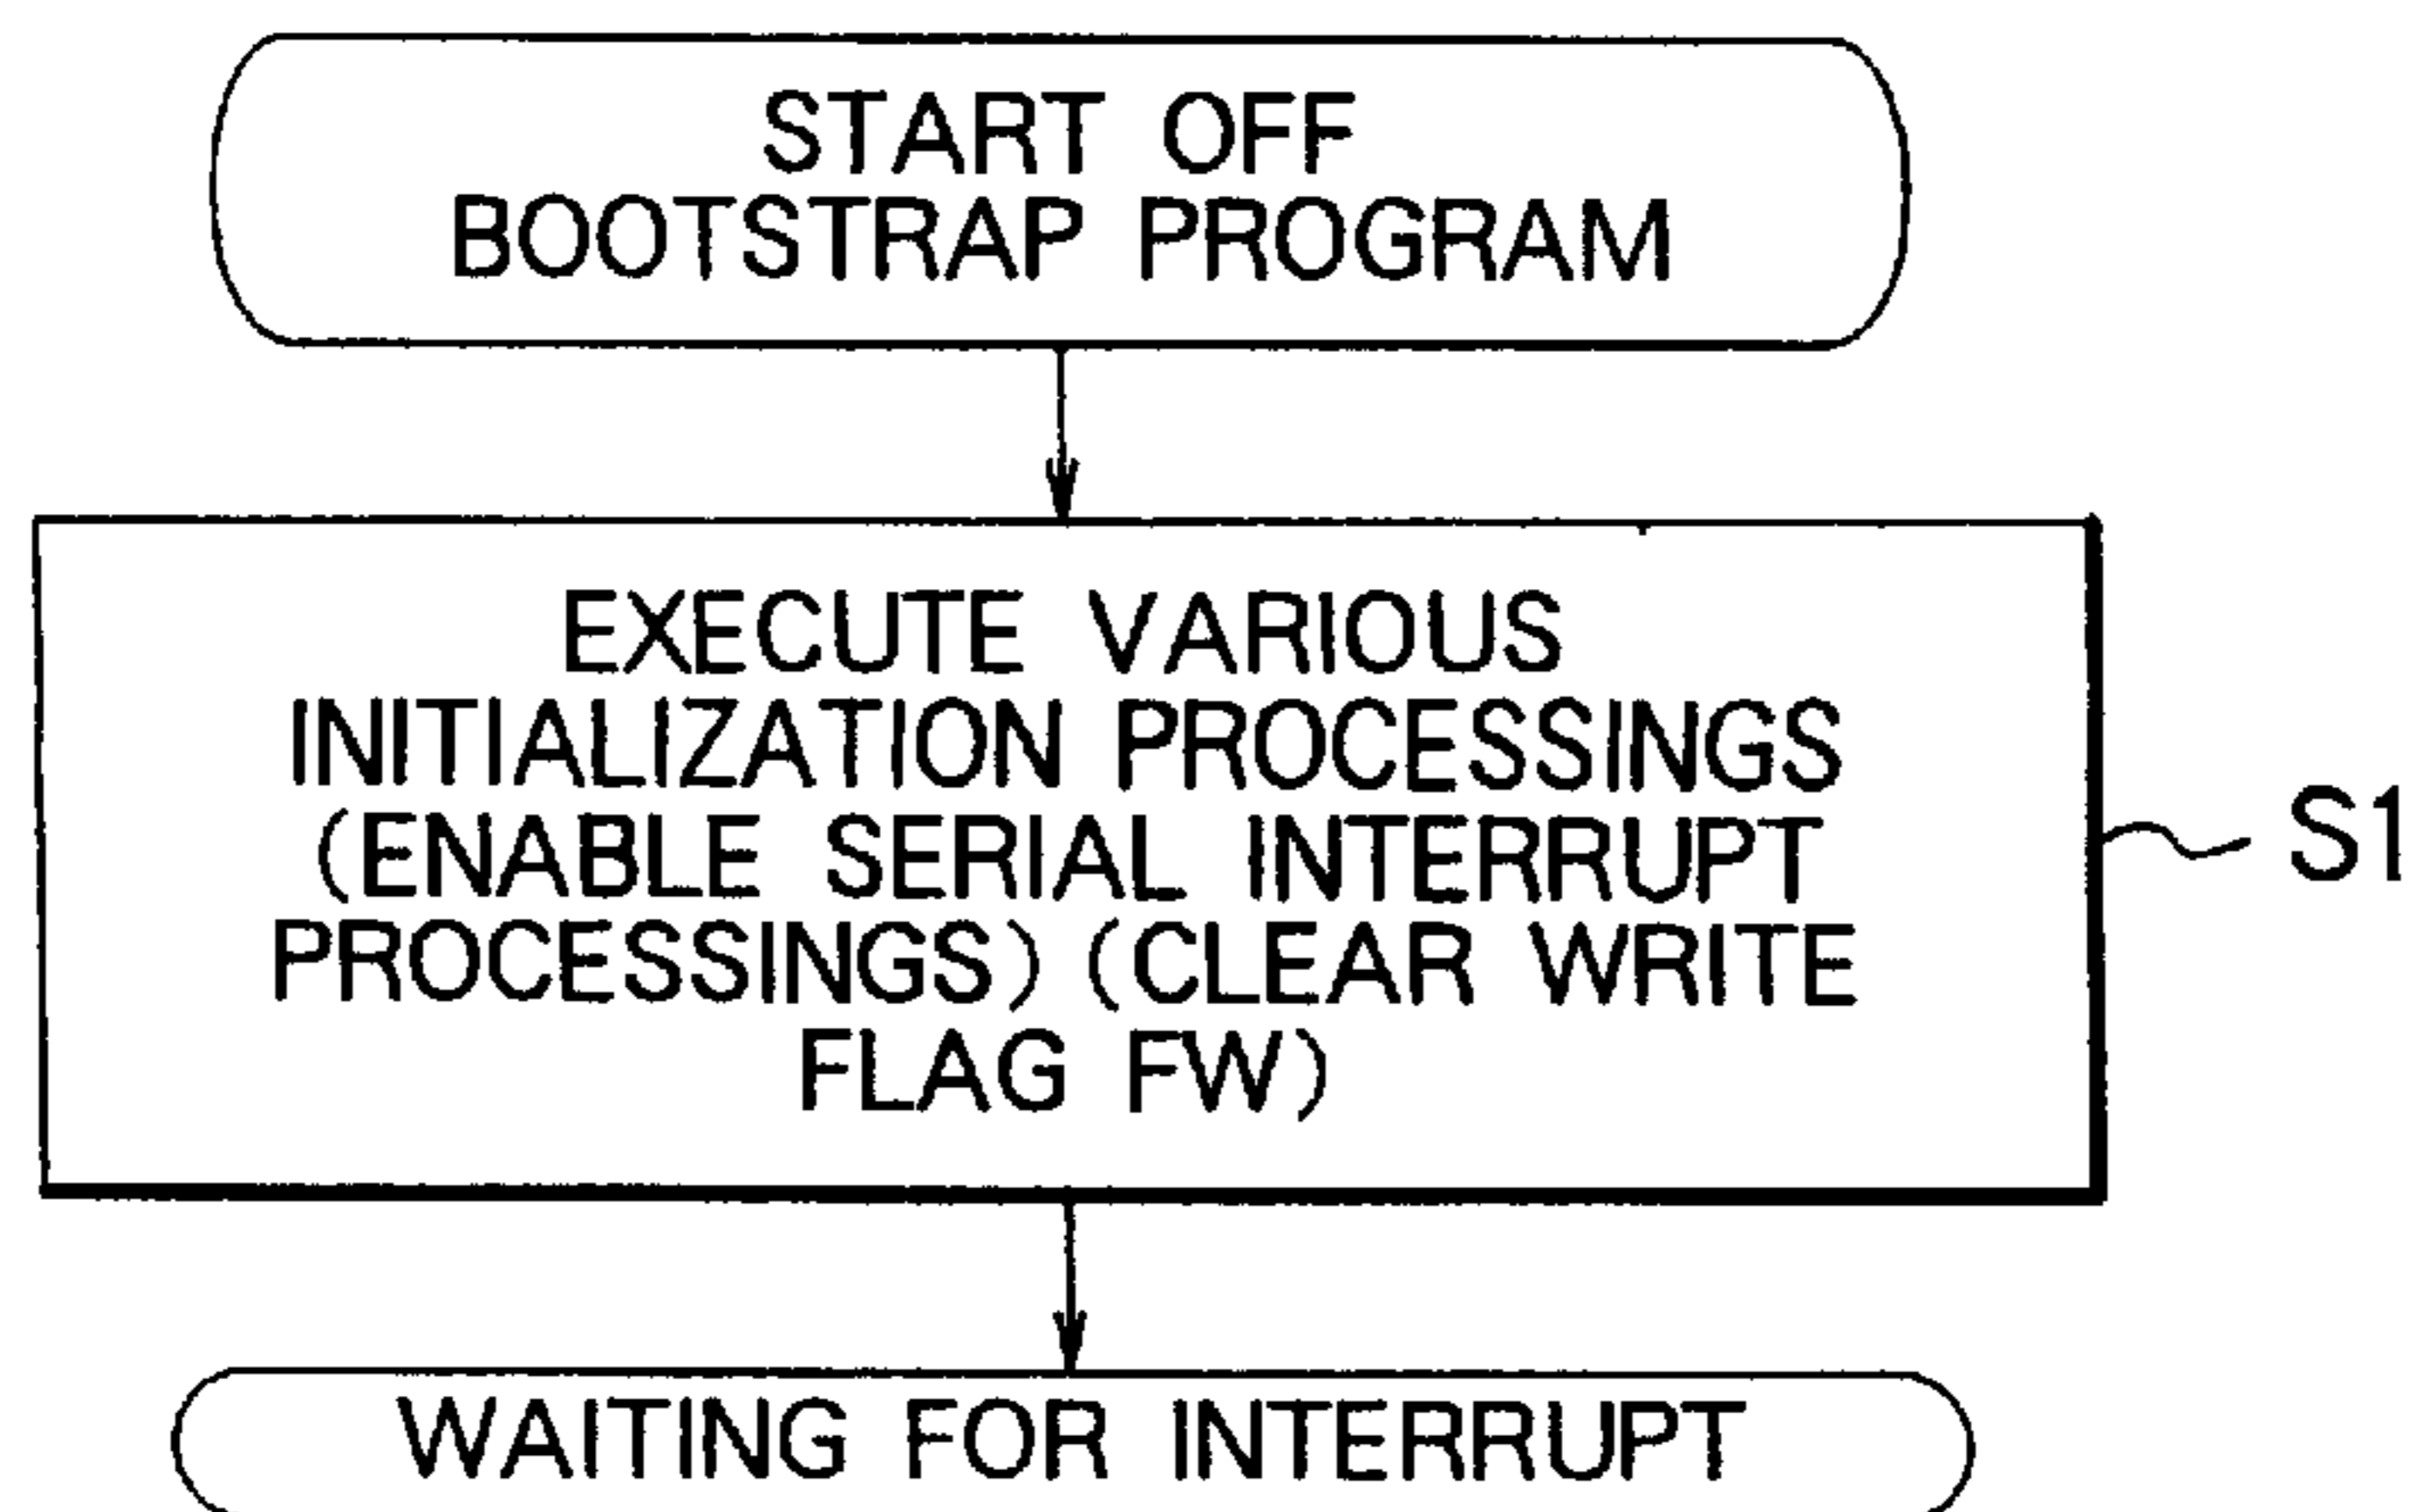 START OFF
BOOTSTRAP PROGRAM
EXECUTE VARIOUS
INITIALIZATION PROCESSINGS
(ENABLE SERIAL INTERRUPT
PROCESSINGS) (CLEAR WRITE
FLAG FW)
S1
WAITING FOR INTERRUPT